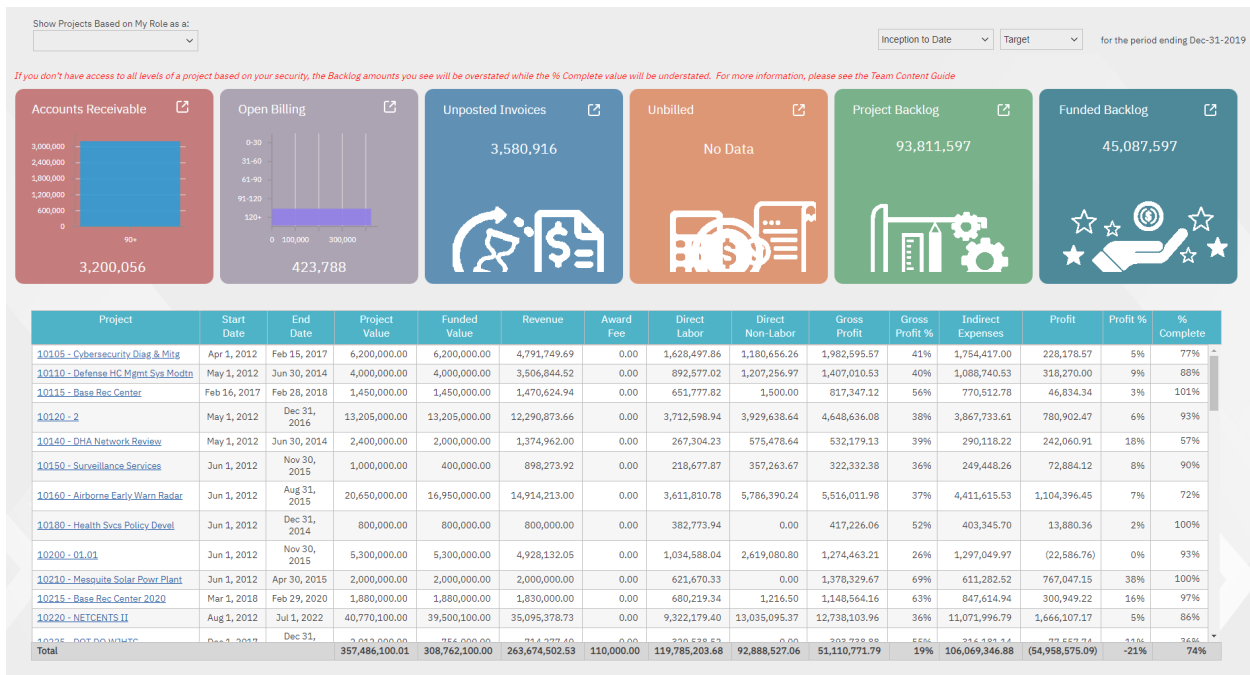 Show Projects Based on My Role as a:
Inception to Date Target for the period ending Dec-31-2019
If you don't have access to all levels of a project based on your security, the Backlog amounts you see will be overstated while the % Complete value will be understated. For more information, please see the Team Content Guide
Accounts Receivable
3,000,000
2,400,000
1,800,000
1,200,000
600,000
0
90+
3,200,056
Open Billing
0-30
31-60
61-90
91-120
120+
0 100,000 300,000
423,788
Unposted Invoices
3,580,916
Unbilled
No Data
Project Backlog
93,811,597
Funded Backlog
45,087,597
Project Start Date End Date Project Value Funded Value Revenue Award Fee Direct Labor Direct Non-Labor Gross Profit Gross Profit % Indirect Expenses Profit Profit % % Complete
10105 - Cybersecurity Diag & Mitg Apr 1, 2012 Feb 15, 2017 6,200,000.00 6,200,000.00 4,791,749.69 0.00 1,628,497.86 1,180,656.26 1,982,595.57 41% 1,754,417.00 228,178.57 5% 77%
10110 - Defense HC Mgmt Sys Modtn May 1, 2012 Jun 30, 2014 4,000,000.00 4,000,000.00 3,506,844.52 0.00 892,577.02 1,207,256.97 1,407,010.53 40% 1,088,740.53 318,270.00 9% 88%
10115 - Base Rec Center Feb 16, 2017 Feb 28, 2018 1,450,000.00 1,450,000.00 1,470,624.94 0.00 651,777.82 1,500.00 817,347.12 56% 770,512.78 46,834.34 3% 101%
10120 - 2 May 1, 2012 Dec 31, 2016 13,205,000.00 13,205,000.00 12,290,873.66 0.00 3,712,598.94 3,929,638.64 4,648,636.08 38% 3,867,733.61 780,902.47 6% 93%
10140 - DHA Network Review May 1, 2012 Jun 30, 2014 2,400,000.00 2,000,000.00 1,374,962.00 0.00 267,304.23 575,478.64 532,179.13 39% 290,118.22 242,060.91 18% 57%
10150 - Surveillance Services Jun 1, 2012 Nov 30, 2015 1,000,000.00 400,000.00 898,273.92 0.00 218,677.87 357,263.67 322,332.38 36% 249,448.26 72,884.12 8% 90%
10160 - Airborne Early Warn Radar Jun 1, 2012 Aug 31, 2015 20,650,000.00 16,950,000.00 14,914,213.00 0.00 3,611,810.78 5,786,390.24 5,516,011.98 37% 4,411,615.53 1,104,396.45 7% 72%
10180 - Health Svcs Policy Devel Jun 1, 2012 Dec 31, 2014 800,000.00 800,000.00 800,000.00 0.00 382,773.94 0.00 417,226.06 52% 403,345.70 13,880.36 2% 100%
10200 - 01.01 Jun 1, 2012 Nov 30, 2015 5,300,000.00 5,300,000.00 4,928,132.05 0.00 1,034,588.04 2,619,080.80 1,274,463.21 26% 1,297,049.97 (22,586.76) 0% 93%
10210 - Mesquite Solar Powr Plant Jun 1, 2012 Apr 30, 2015 2,000,000.00 2,000,000.00 2,000,000.00 0.00 621,670.33 0.00 1,378,329.67 69% 611,282.52 767,047.15 38% 100%
10215 - Base Rec Center 2020 Mar 1, 2018 Feb 29, 2020 1,880,000.00 1,880,000.00 1,830,000.00 0.00 680,219.34 1,216.50 1,148,564.16 63% 847,614.94 300,949.22 16% 97%
10220 - NETCENTS II Aug 1, 2012 Jul 1, 2022 40,770,000.00 39,500,000.00 35,095,378.73 0.00 9,322,179.40 13,035,095.37 12,738,103.96 36% 11,071,996.79 1,666,107.17 5% 86%
Dec 31,
Total 357,486,100.01 308,762,100.00 263,674,502.53 110,000.00 119,785,203.68 92,888,527.06 51,110,771.79 19% 106,069,346.88 (54,958,575.09) -21% 74%